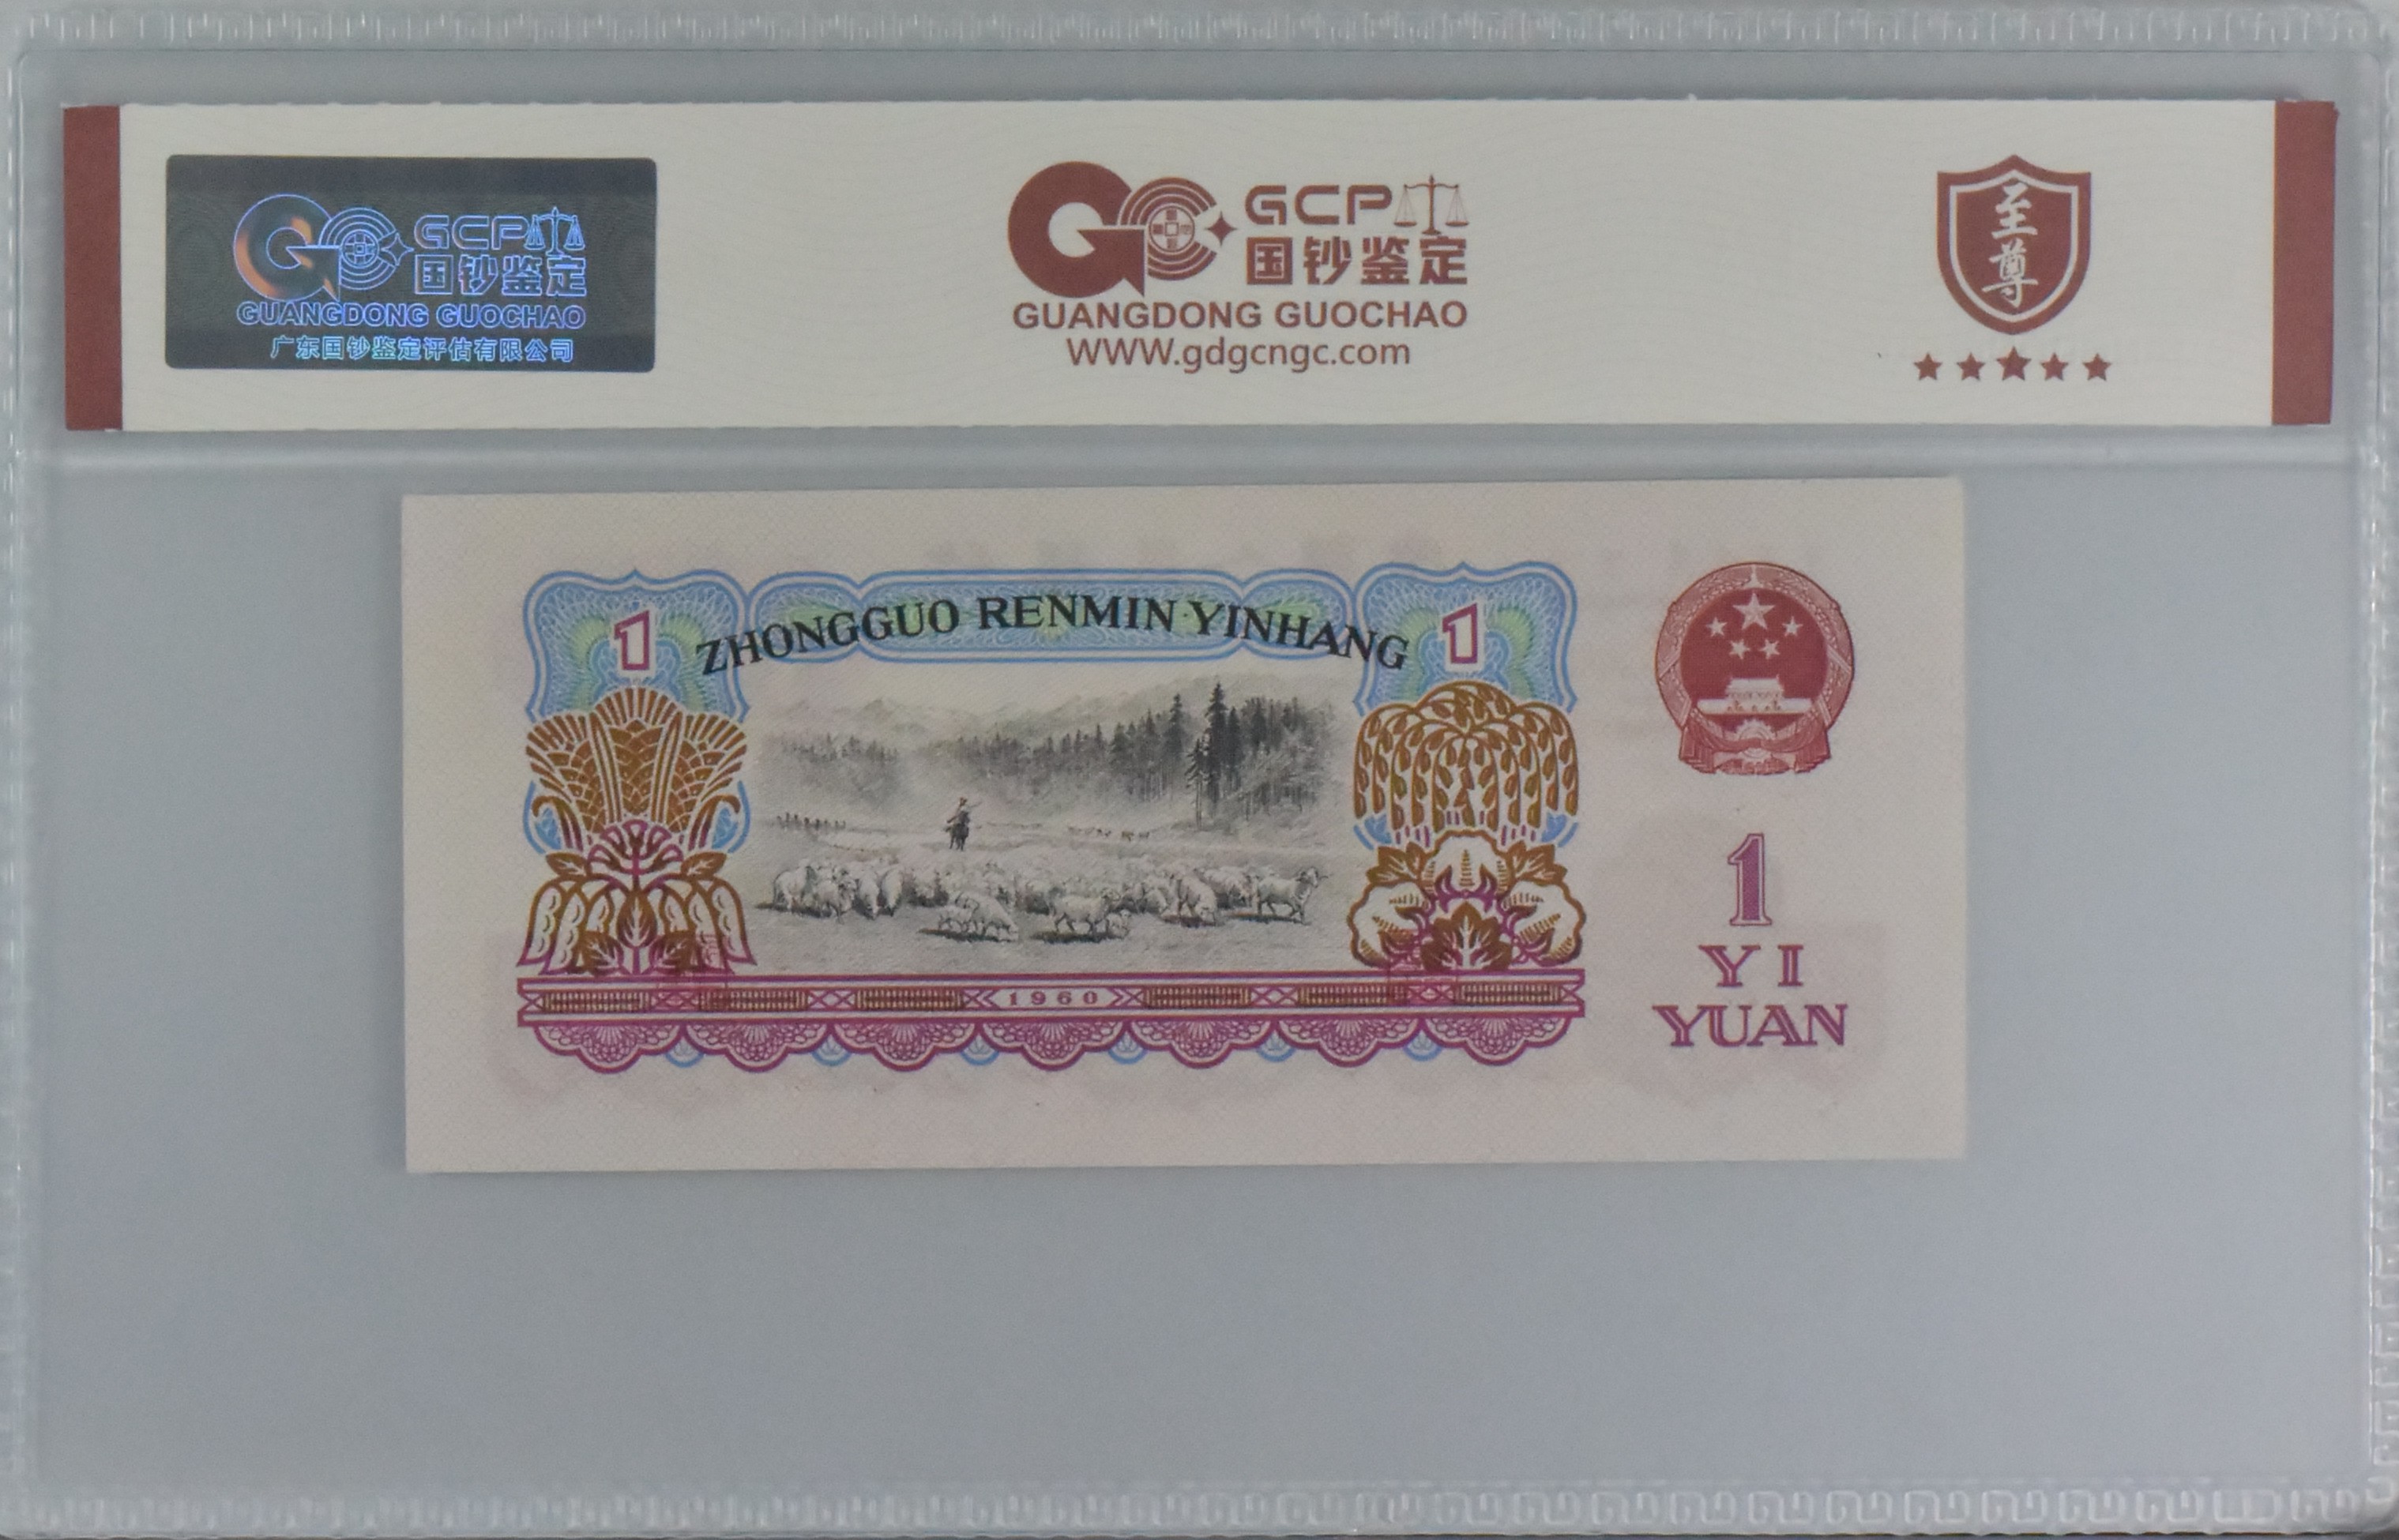 GCP
国钞鉴定
GUANGDONG GUOCHAO
广东国钞鉴定评估有限公司
GCP
国钞鉴定
GUANGDONG GUOCHAO
WWW.gdgcngc.com
至尊
1 ZHONGGUO RENMIN YINHANG 1
1960
1
YI
YUAN